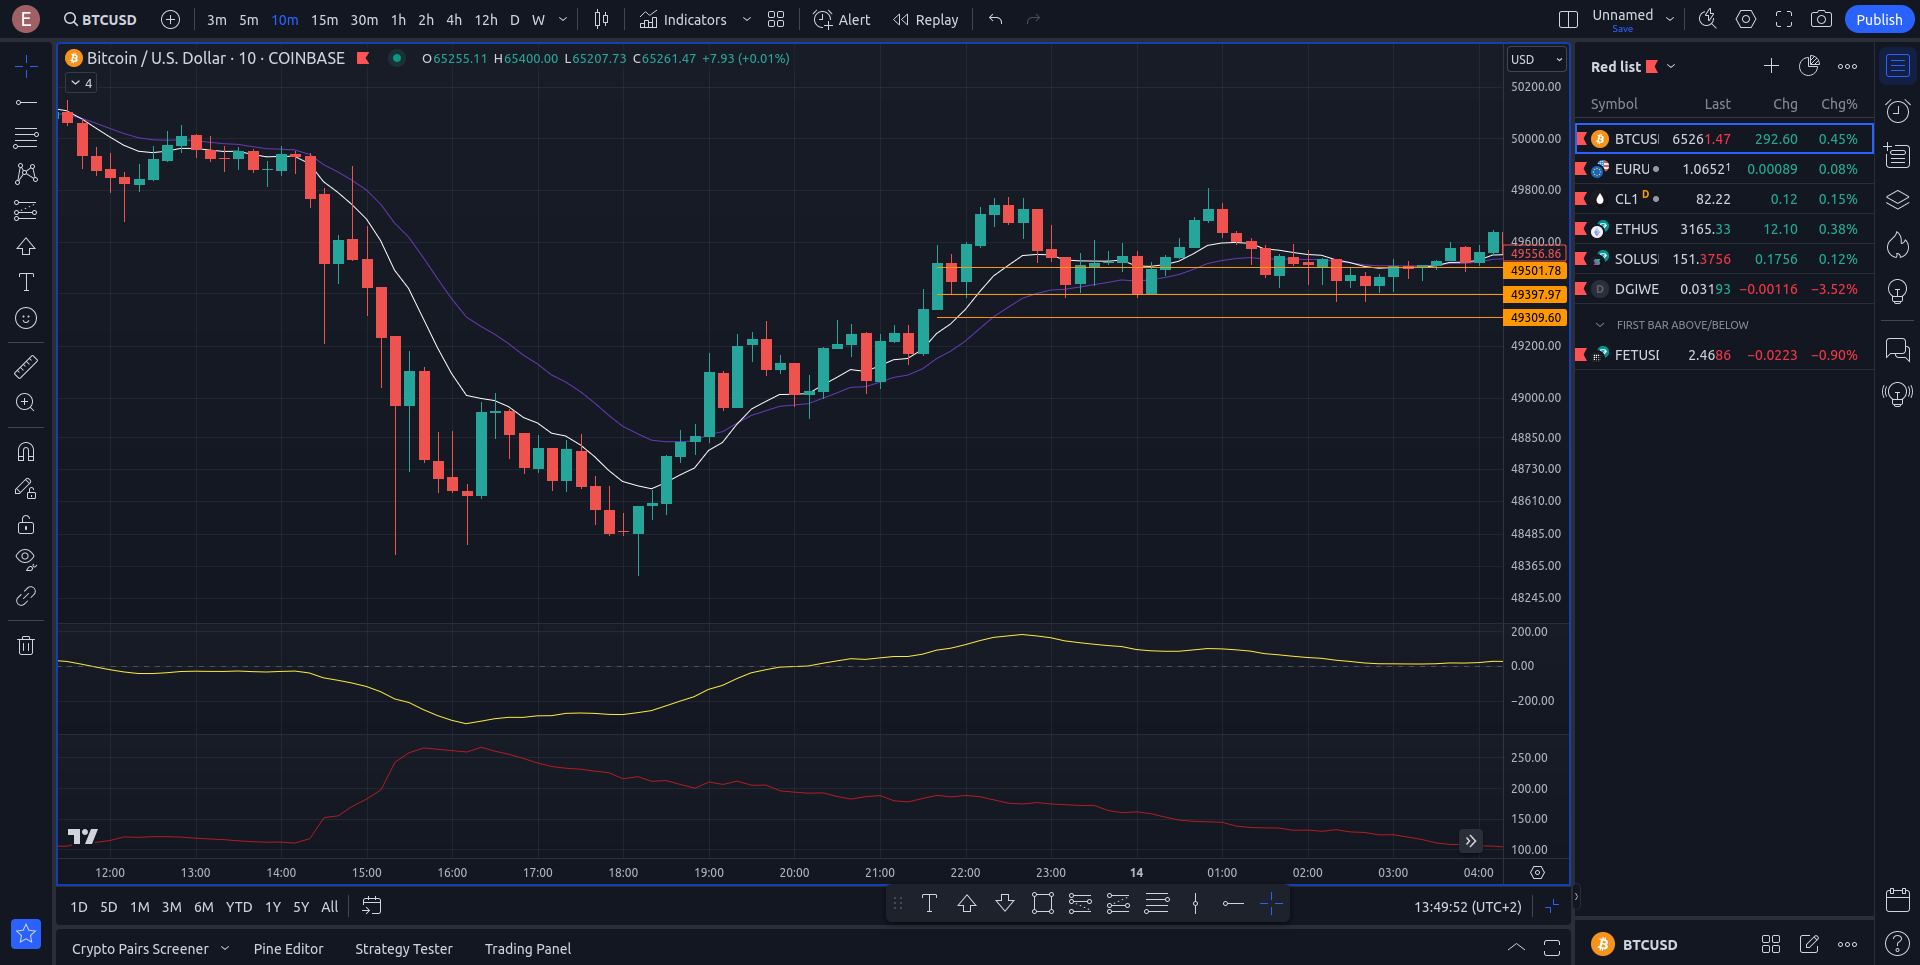 E BTCUSD 3m 5m 10m 15m 30m 1h 2h 4h 12h D W Indicators Alert Replay Unnamed Save Publish
Bitcoin / U.S. Dollar · 10 · COINBASE O65255.11 H65400.00 L65207.73 C65261.47 +7.93 (+0.01%) USD
4
50200.00
50000.00
49800.00
49600.00
49556.86
49501.78
49397.97
49309.60
49200.00
49000.00
48850.00
48730.00
48610.00
48485.00
48365.00
48245.00
200.00
0.00
−200.00
250.00
200.00
150.00
100.00
12:00 13:00 14:00 15:00 16:00 17:00 18:00 19:00 20:00 21:00 22:00 23:00 14 01:00 02:00 03:00 04:00
1D 5D 1M 3M 6M YTD 1Y 5Y All 13:49:52 (UTC+2)
Crypto Pairs Screener Pine Editor Strategy Tester Trading Panel
Red list
Symbol Last Chg Chg%
BTCUS 65261.47 292.60 0.45%
EURU 1.06521 0.00089 0.08%
CL1 D 82.22 0.12 0.15%
ETHUS 3165.33 12.10 0.38%
SOLUS 151.3756 0.1756 0.12%
D DGIWE 0.03193 −0.00116 −3.52%
FIRST BAR ABOVE/BELOW
FETUSI 2.4686 −0.0223 −0.90%
BTCUSD